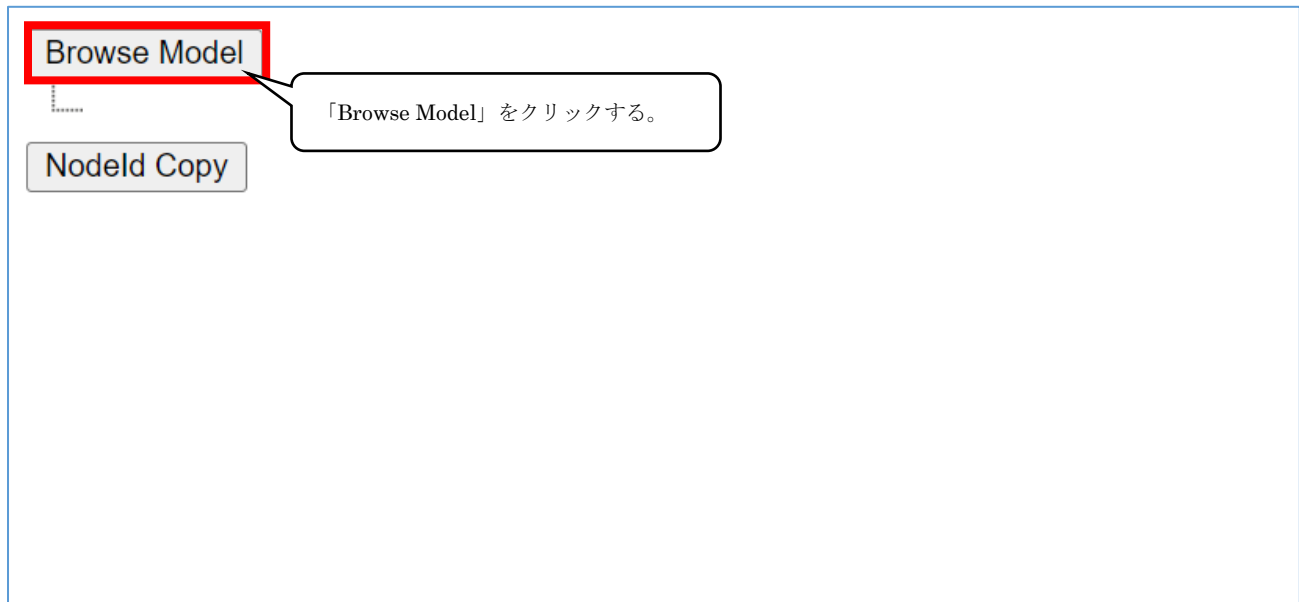 Browse Model
「Browse Model」をクリックする。
NodeId Copy